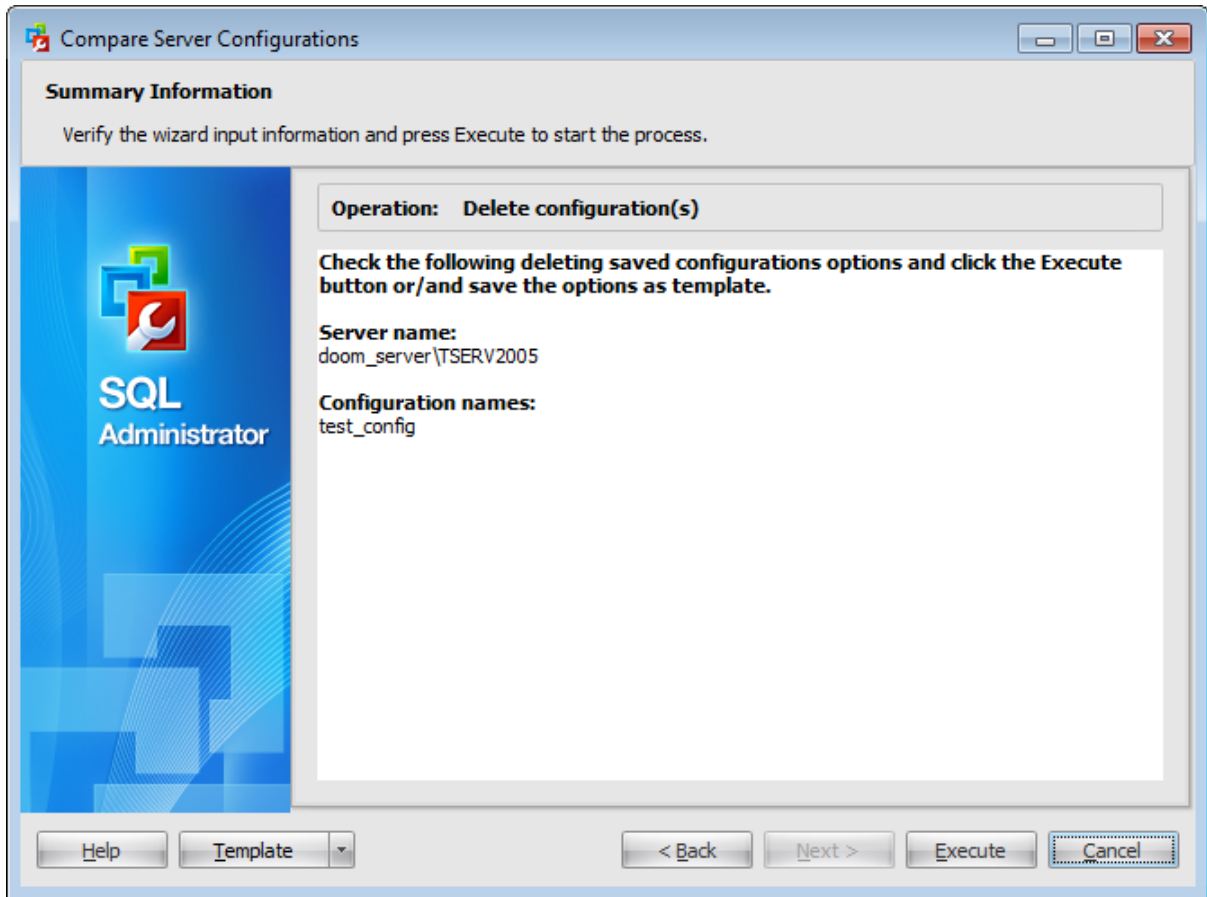 Compare Server Configurations
Summary Information
Verify the wizard input information and press Execute to start the process.
Operation: Delete configuration(s)
Check the following deleting saved configurations options and click the Execute
button or/and save the options as template.
Server name:
doom_server\TSERV2005
Configuration names:
test_config
SQL
Administrator
Help
Template
< Back
Next >
Execute
Cancel